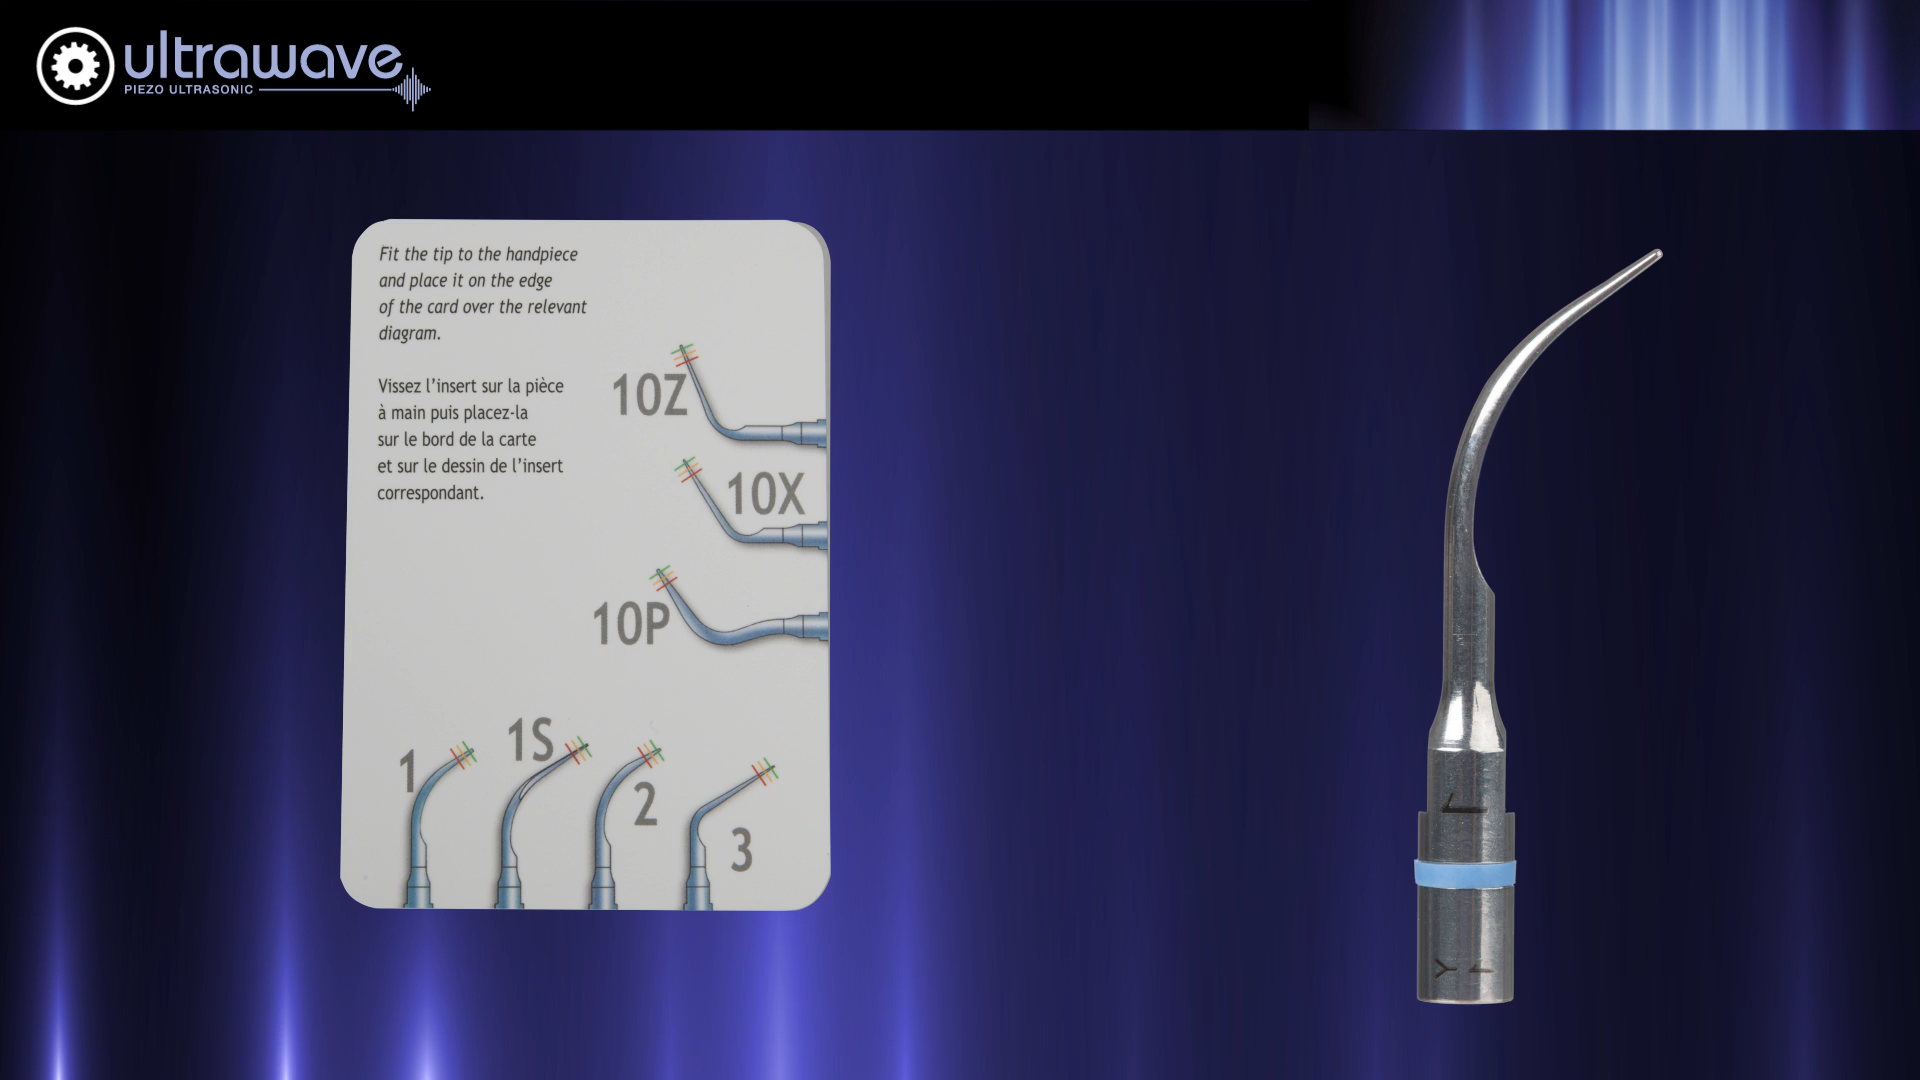 ultrawave
PIEZO ULTRASONIC
Fit the tip to the handpiece
and place it on the edge
of the card over the relevant
diagram.
Vissez l'insert sur la pièce
à main puis placez-la
sur le bord de la carte
et sur le dessin de l'insert
correspondant.
10Z
10X
10P
1
1S
2
3
1
Y